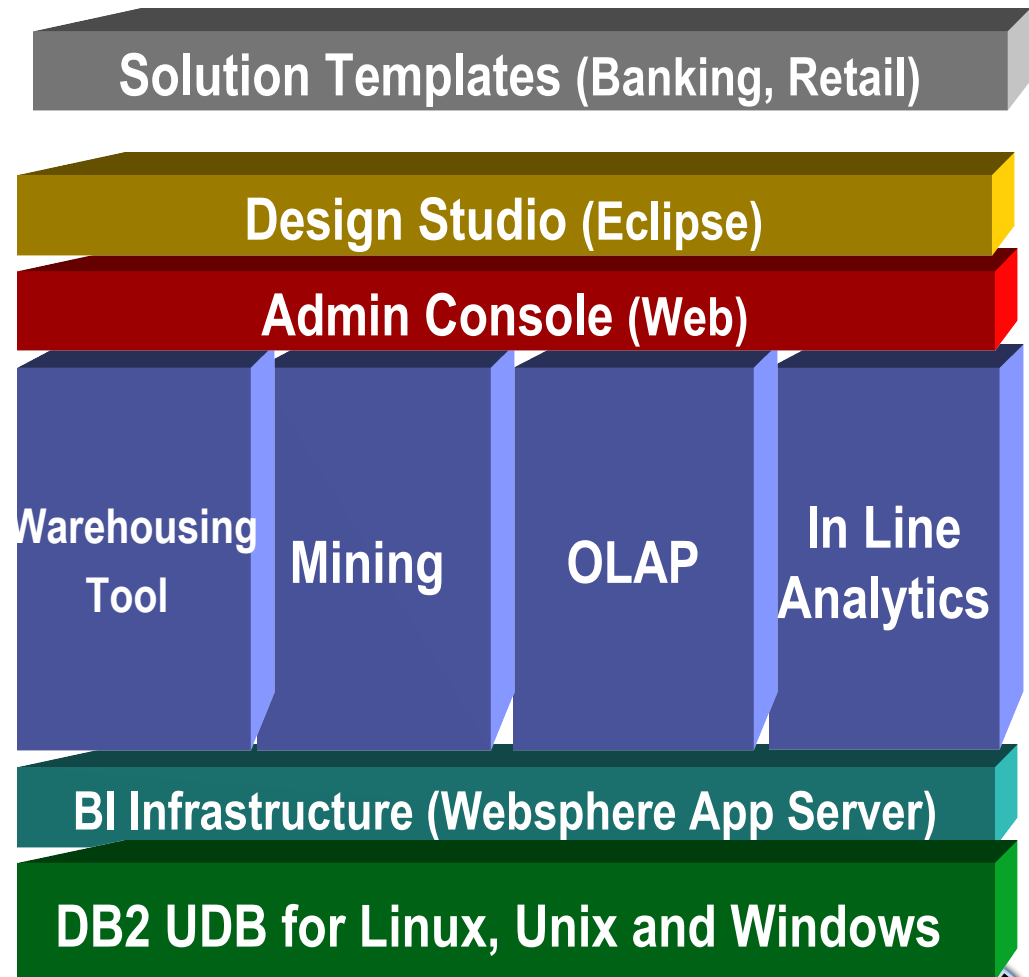 Solution Templates (Banking, Retail)
Design Studio (Eclipse)
Admin Console (Web)
Warehousing
Tool
Mining
OLAP
In Line
Analytics
BI Infrastructure (Websphere App Server)
DB2 UDB for Linux, Unix and Windows